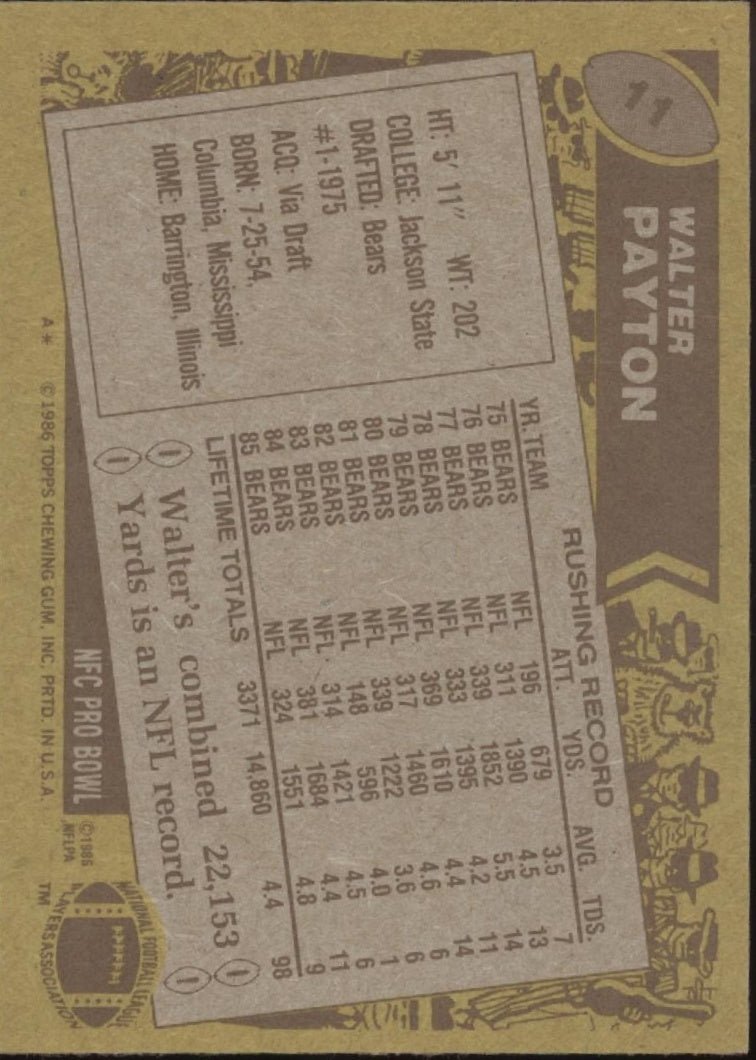 11
WALTER
PAYTON
HT: 5' 11" WT: 202
COLLEGE: Jackson State
DRAFTED: Bears
#1-1975
ACQ: Via Draft
BORN: 7-25-54,
Columbia, Mississippi
HOME: Barrington, Illinois
RUSHING RECORD
YR. TEAM ATT. YDS. AVG. TDS.
75 BEARS NFL 196 679 3.5 7
76 BEARS NFL 311 1390 4.5 13
77 BEARS NFL 339 1852 5.5 14
78 BEARS NFL 333 1395 4.2 11
79 BEARS NFL 369 1610 4.4 14
80 BEARS NFL 317 1460 4.6 6
81 BEARS NFL 339 1222 3.6 6
82 BEARS NFL 148 596 4.0 1
83 BEARS NFL 314 1421 4.5 6
84 BEARS NFL 381 1684 4.4 11
85 BEARS NFL 324 1551 4.8 9
LIFETIME TOTALS 3371 14,860 4.4 98
Walter's combined 22,153
Yards is an NFL record.
NFC PRO BOWL
A* ©1986 TOPPS CHEWING GUM, INC. PRTD. IN U.S.A.
©1986
NFLPA
TM
NATIONAL FOOTBALL LEAGUE
AYERS ASSOCIATION